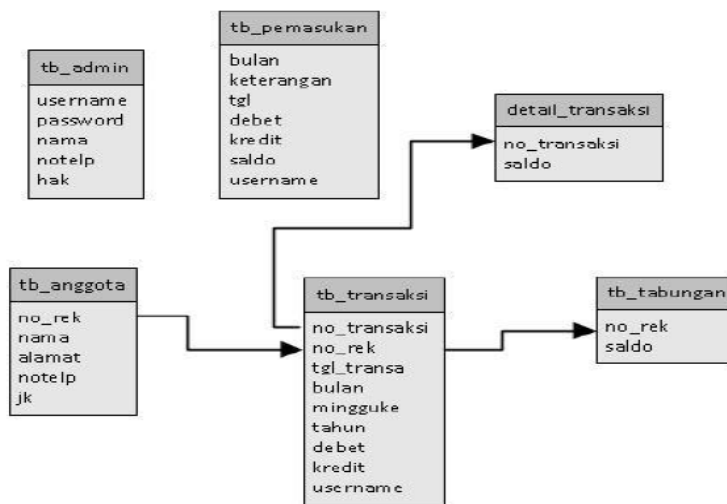 tb_admin
username
password
nama
notelp
hak
tb_pemasukan
bulan
keterangan
tgl
debet
kredit
saldo
username
detail_transaksi
no_transaksi
saldo
tb_anggota
no_rek
nama
alamat
notelp
jk
tb_transaksi
no_transaksi
no_rek
tgl_transa
bulan
mingguke
tahun
debet
kredit
username
tb_tabungan
no_rek
saldo